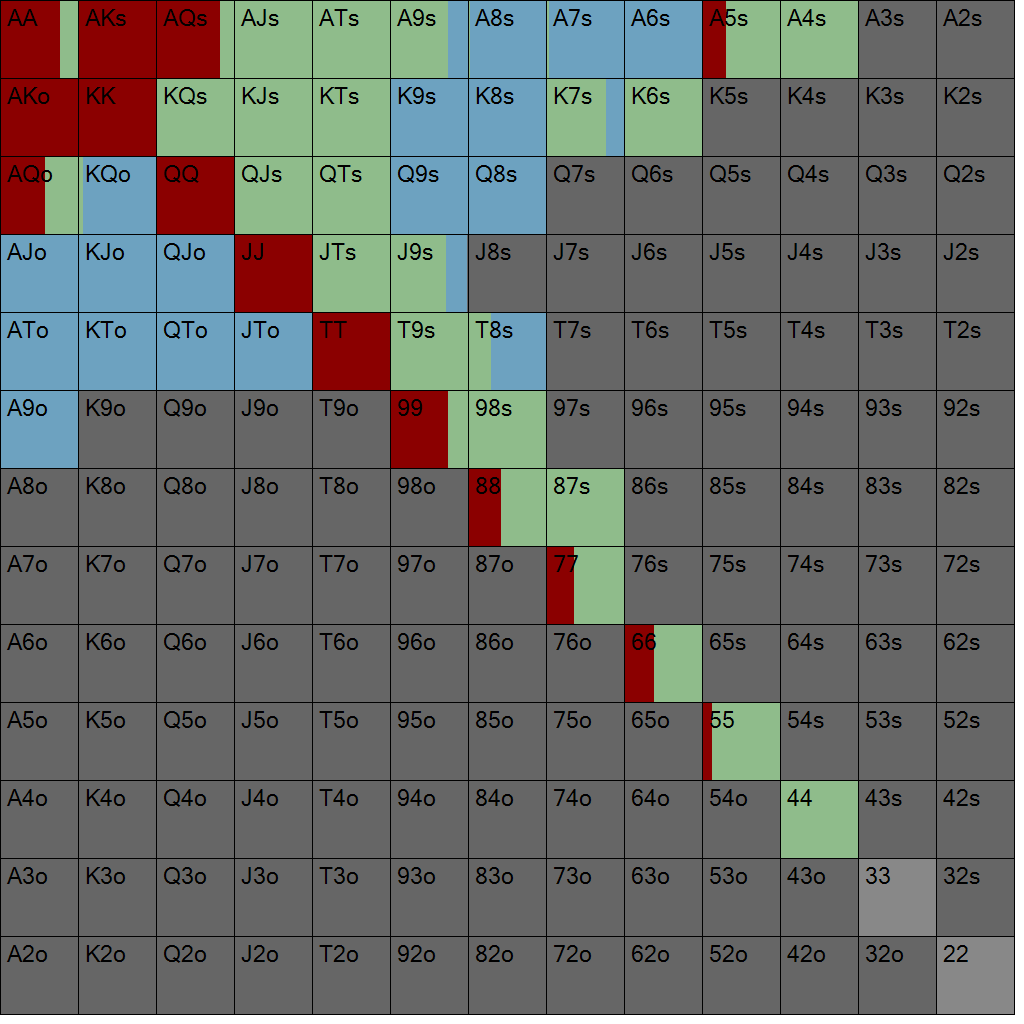 AA AKs AQs AJs ATs A9s A8s A7s A6s A5s A4s A3s A2s
AKo KK KQs KJs KTs K9s K8s K7s K6s K5s K4s K3s K2s
AQo KQo QQ QJs QTs Q9s Q8s Q7s Q6s Q5s Q4s Q3s Q2s
AJo KJo QJo JJ JTs J9s J8s J7s J6s J5s J4s J3s J2s
ATo KTo QTo JTo TT T9s T8s T7s T6s T5s T4s T3s T2s
A9o K9o Q9o J9o T9o 99 98s 97s 96s 95s 94s 93s 92s
A8o K8o Q8o J8o T8o 98o 88 87s 86s 85s 84s 83s 82s
A7o K7o Q7o J7o T7o 97o 87o 77 76s 75s 74s 73s 72s
A6o K6o Q6o J6o T6o 96o 86o 76o 66 65s 64s 63s 62s
A5o K5o Q5o J5o T5o 95o 85o 75o 65o 55 54s 53s 52s
A4o K4o Q4o J4o T4o 94o 84o 74o 64o 54o 44 43s 42s
A3o K3o Q3o J3o T3o 93o 83o 73o 63o 53o 43o 33 32s
A2o K2o Q2o J2o T2o 92o 82o 72o 62o 52o 42o 32o 22